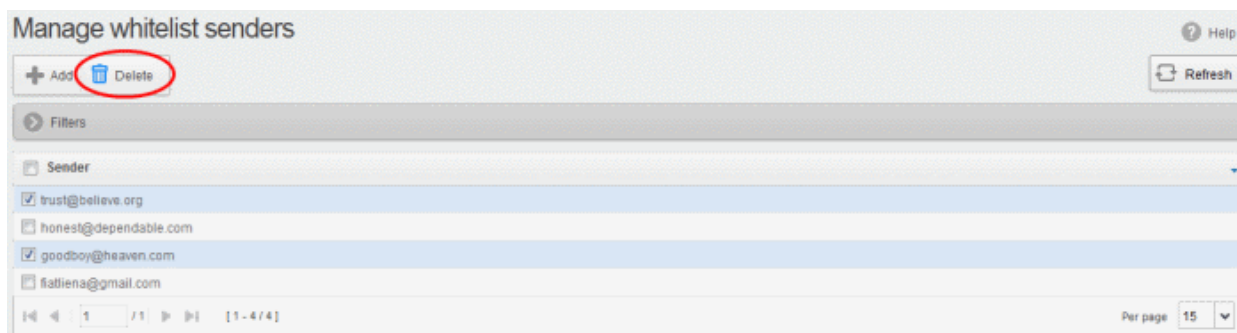 Manage whitelist senders
Help
Add Delete
Refresh
Filters
Sender
trust@believe.org
honest@dependable.com
goodboy@heaven.com
fiatliena@gmail.com
1 / 1 [ 1 - 4 / 4 ] Per page 15